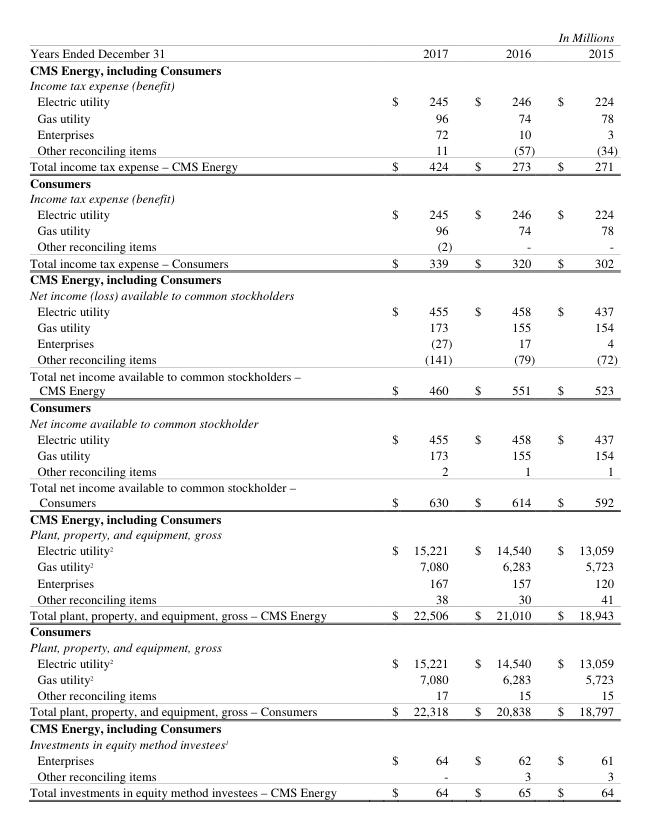 In Millions
Years Ended December 31 2017 2016 2015
CMS Energy, including Consumers
Income tax expense (benefit)
Electric utility $ 245 $ 246 $ 224
Gas utility 96 74 78
Enterprises 72 10 3
Other reconciling items 11 (57) (34)
Total income tax expense – CMS Energy $ 424 $ 273 $ 271
Consumers
Income tax expense (benefit)
Electric utility $ 245 $ 246 $ 224
Gas utility 96 74 78
Other reconciling items (2) - -
Total income tax expense – Consumers $ 339 $ 320 $ 302
CMS Energy, including Consumers
Net income (loss) available to common stockholders
Electric utility $ 455 $ 458 $ 437
Gas utility 173 155 154
Enterprises (27) 17 4
Other reconciling items (141) (79) (72)
Total net income available to common stockholders –
CMS Energy $ 460 $ 551 $ 523
Consumers
Net income available to common stockholder
Electric utility $ 455 $ 458 $ 437
Gas utility 173 155 154
Other reconciling items 2 1 1
Total net income available to common stockholder –
Consumers $ 630 $ 614 $ 592
CMS Energy, including Consumers
Plant, property, and equipment, gross
Electric utility² $ 15,221 $ 14,540 $ 13,059
Gas utility² 7,080 6,283 5,723
Enterprises 167 157 120
Other reconciling items 38 30 41
Total plant, property, and equipment, gross – CMS Energy $ 22,506 $ 21,010 $ 18,943
Consumers
Plant, property, and equipment, gross
Electric utility² $ 15,221 $ 14,540 $ 13,059
Gas utility² 7,080 6,283 5,723
Other reconciling items 17 15 15
Total plant, property, and equipment, gross – Consumers $ 22,318 $ 20,838 $ 18,797
CMS Energy, including Consumers
Investments in equity method investees³
Enterprises $ 64 $ 62 $ 61
Other reconciling items - 3 3
Total investments in equity method investees – CMS Energy $ 64 $ 65 $ 64